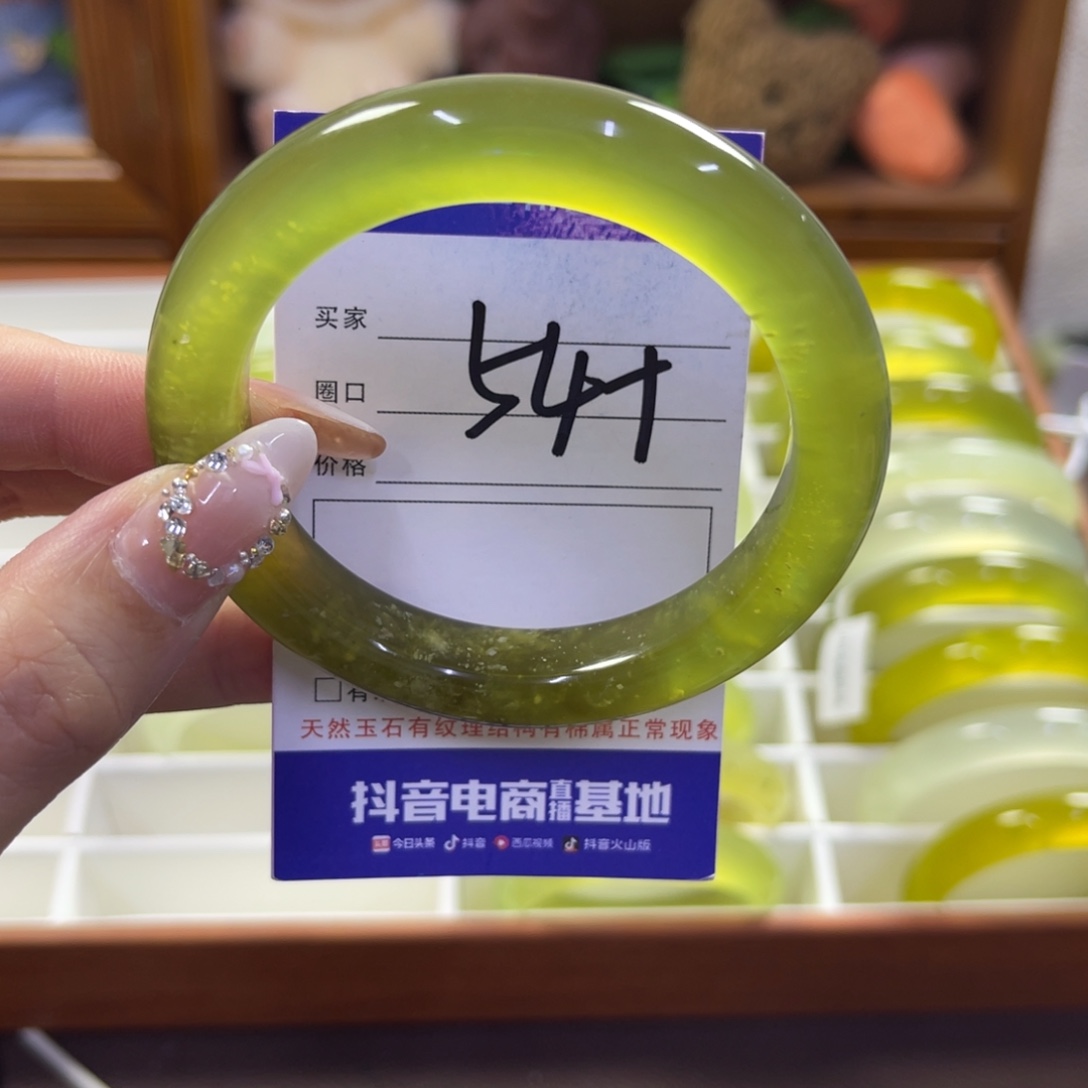 买家
54+
圈口
价格
天然玉石有纹理结构有棉属正常现象
抖音电商直播基地
今日头条 抖音 西瓜视频 抖音火山版